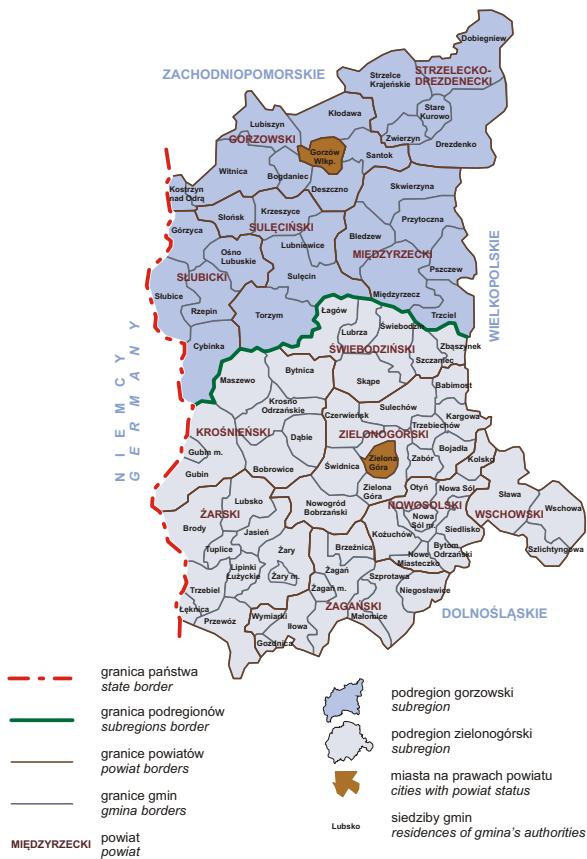 Dobiegniew
ZACHODNIOPOMORSKIE
Strzelce
Krajeńskie
STRZELECKO-
DREZDENECKI
Kłodawa
Stare
Kurowo
Lubiszyn
GORZOWSKI
Zwierzyn
Drezdenko
Gorzów
Wlkp.
Santok
Witnica
Bogdaniec
Deszczno
Skwierzyna
Kostrzyn
nad Odrą
Krzeszyce
Słońsk
Przytoczna
Górzyca
SULĘCIŃSKI
Bledzew
Lubniewice
MIĘDZYRZECKI
Ośno
Lubuskie
SŁUBICKI
Sulęcin
Pszczew
Słubice
Międzyrzecz
Rzepin
Torzym
Trzciel
WIELKOPOLSKIE
Łagów
Świebodzin
Lubrza
Cybinka
ŚWIEBODZIŃSKI
Zbąszynek
Szczaniec
Maszewo
Bytnica
Skąpe
Babimost
NIEMCY
GERMANY
Krosno
Odrzańskie
Czerwieńsk
Sulechów
Kargowa
Trzebiechów
KROŚNIEŃSKI
Dąbie
ZIELONOGÓRSKI
Bojadła
Gubin m.
Zielona
Góra
Zabór
Kolsko
Gubin
Bobrowice
Świdnica
Zielona
Góra
Otyń
Nowa Sól
Sława
Wschowa
Lubsko
Nowogród
Bobrzański
NOWOSOLSKI
WSCHOWSKI
ŻARSKI
Nowa
Sól m.
Siedlisko
Brody
Jasień
Kożuchów
Szlichtyngowa
Tuplice
Żary
Brzeźnica
Nowe
Miasteczko
Bytom
Odrzański
Lipinki
Łużyckie
Żagań
Szprotawa
Trzebiel
Żary m.
Żagań m.
Niegosławice
Łęknica
ŻAGAŃSKI
Przewóz
Wymiarki
Iłowa
Małomice
DOLNOŚLĄSKIE
Gozdnica
granica państwa
state border
granica podregionów
subregions border
granice powiatów
powiat borders
granice gmin
gmina borders
MIĘDZYRZECKI
powiat
powiat
podregion gorzowski
subregion
podregion zielonogórski
subregion
miasta na prawach powiatu
cities with powiat status
Lubsko
siedziby gmin
residences of gmina's authorities